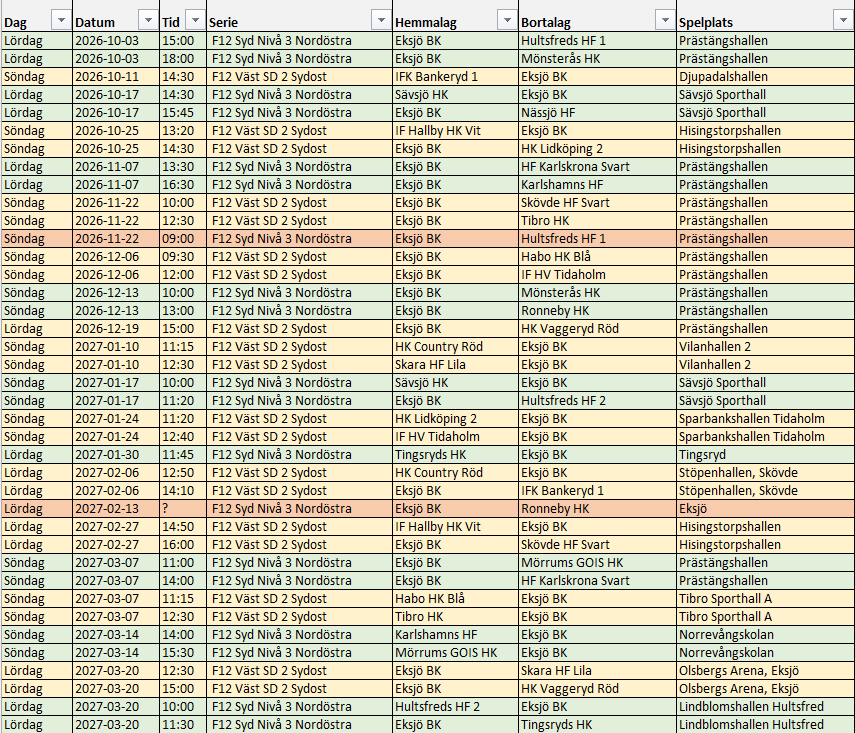 Dag Datum Tid Serie Hemmalag Bortalag Spelplats
Lördag 2026-10-03 15:00 F12 Syd Nivå 3 Nordöstra Eksjö BK Hultsfreds HF 1 Prästängshallen
Lördag 2026-10-03 18:00 F12 Syd Nivå 3 Nordöstra Eksjö BK Mönsterås HK Prästängshallen
Söndag 2026-10-11 14:30 F12 Väst SD 2 Sydost IFK Bankeryd 1 Eksjö BK Djupadalshallen
Lördag 2026-10-17 14:30 F12 Syd Nivå 3 Nordöstra Sävsjö HK Eksjö BK Sävsjö Sporthall
Lördag 2026-10-17 15:45 F12 Syd Nivå 3 Nordöstra Eksjö BK Nässjö HF Sävsjö Sporthall
Söndag 2026-10-25 13:20 F12 Väst SD 2 Sydost IF Hallby HK Vit Eksjö BK Hisingstorpshallen
Söndag 2026-10-25 14:30 F12 Väst SD 2 Sydost Eksjö BK HK Lidköping 2 Hisingstorpshallen
Lördag 2026-11-07 13:30 F12 Syd Nivå 3 Nordöstra Eksjö BK HF Karlskrona Svart Prästängshallen
Lördag 2026-11-07 16:30 F12 Syd Nivå 3 Nordöstra Eksjö BK Karlshamns HF Prästängshallen
Söndag 2026-11-22 10:00 F12 Väst SD 2 Sydost Eksjö BK Skövde HF Svart Prästängshallen
Söndag 2026-11-22 12:30 F12 Väst SD 2 Sydost Eksjö BK Tibro HK Prästängshallen
Söndag 2026-11-22 09:00 F12 Syd Nivå 3 Nordöstra Eksjö BK Hultsfreds HF 1 Prästängshallen
Söndag 2026-12-06 09:30 F12 Väst SD 2 Sydost Eksjö BK Habo HK Blå Prästängshallen
Söndag 2026-12-06 12:00 F12 Väst SD 2 Sydost Eksjö BK IF HV Tidaholm Prästängshallen
Söndag 2026-12-13 10:00 F12 Syd Nivå 3 Nordöstra Eksjö BK Mönsterås HK Prästängshallen
Söndag 2026-12-13 13:00 F12 Syd Nivå 3 Nordöstra Eksjö BK Ronneby HK Prästängshallen
Lördag 2026-12-19 15:00 F12 Väst SD 2 Sydost Eksjö BK HK Vaggeryd Röd Prästängshallen
Söndag 2027-01-10 11:15 F12 Väst SD 2 Sydost HK Country Röd Eksjö BK Vilanhallen 2
Söndag 2027-01-10 12:30 F12 Väst SD 2 Sydost Skara HF Lila Eksjö BK Vilanhallen 2
Söndag 2027-01-17 10:00 F12 Syd Nivå 3 Nordöstra Sävsjö HK Eksjö BK Sävsjö Sporthall
Söndag 2027-01-17 11:20 F12 Syd Nivå 3 Nordöstra Eksjö BK Hultsfreds HF 2 Sävsjö Sporthall
Söndag 2027-01-24 11:20 F12 Väst SD 2 Sydost HK Lidköping 2 Eksjö BK Sparbankshallen Tidaholm
Söndag 2027-01-24 12:40 F12 Väst SD 2 Sydost IF HV Tidaholm Eksjö BK Sparbankshallen Tidaholm
Söndag 2027-01-30 11:45 F12 Syd Nivå 3 Nordöstra Tingsryds HK Eksjö BK Tingsryd
Lördag 2027-02-06 12:50 F12 Väst SD 2 Sydost HK Country Röd Eksjö BK Stöpenhallen, Skövde
Lördag 2027-02-06 14:10 F12 Väst SD 2 Sydost Eksjö BK IFK Bankeryd 1 Stöpenhallen, Skövde
Lördag 2027-02-13 ? F12 Syd Nivå 3 Nordöstra Eksjö BK Ronneby HK Eksjö
Lördag 2027-02-27 14:50 F12 Väst SD 2 Sydost IF Hallby HK Vit Eksjö BK Hisingstorpshallen
Lördag 2027-02-27 16:00 F12 Väst SD 2 Sydost Eksjö BK Skövde HF Svart Hisingstorpshallen
Söndag 2027-03-07 11:00 F12 Syd Nivå 3 Nordöstra Eksjö BK Mörrums GOIS HK Prästängshallen
Söndag 2027-03-07 14:00 F12 Syd Nivå 3 Nordöstra Eksjö BK HF Karlskrona Svart Prästängshallen
Söndag 2027-03-07 11:15 F12 Väst SD 2 Sydost Habo HK Blå Eksjö BK Tibro Sporthall A
Söndag 2027-03-07 12:30 F12 Väst SD 2 Sydost Tibro HK Eksjö BK Tibro Sporthall A
Söndag 2027-03-14 14:00 F12 Syd Nivå 3 Nordöstra Karlshamns HF Eksjö BK Norrevångskolan
Söndag 2027-03-14 15:30 F12 Syd Nivå 3 Nordöstra Mörrums GOIS HK Eksjö BK Norrevångskolan
Lördag 2027-03-20 12:30 F12 Väst SD 2 Sydost Eksjö BK Skara HF Lila Olsbergs Arena, Eksjö
Lördag 2027-03-20 15:00 F12 Väst SD 2 Sydost Eksjö BK HK Vaggeryd Röd Olsbergs Arena, Eksjö
Lördag 2027-03-20 10:00 F12 Syd Nivå 3 Nordöstra Hultsfreds HF 2 Eksjö BK Lindblomshallen Hultsfred
Lördag 2027-03-20 11:30 F12 Syd Nivå 3 Nordöstra Eksjö BK Tingsryds HK Lindblomshallen Hultsfred